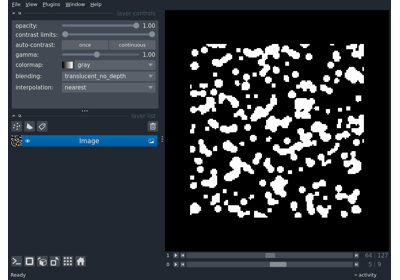 File View Plugins Window Help
layer controls
opacity: 1.00
contrast limits:
auto-contrast: once continuous
gamma: 1.00
colormap: gray
blending: translucent_no_depth
interpolation: nearest
layer list
Image
1 64 127
0 5 9
Ready activity